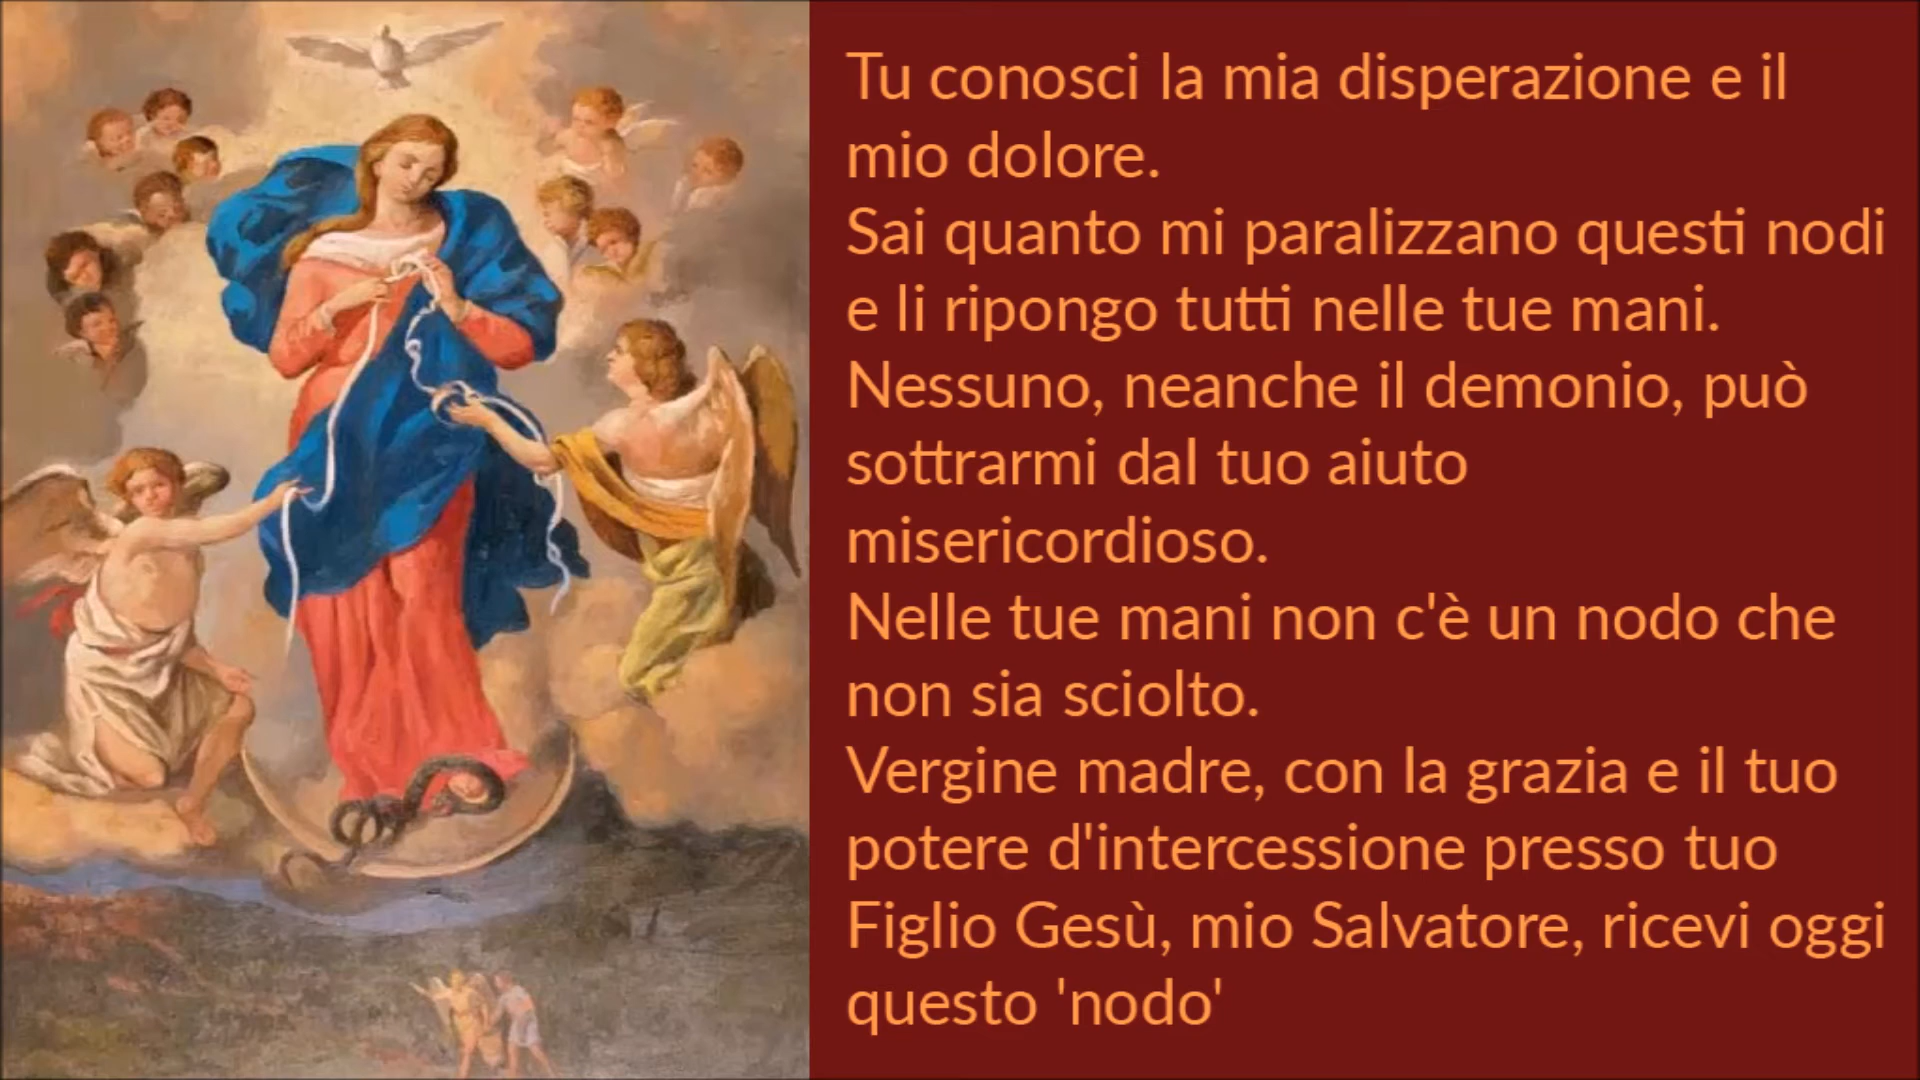 Tu conosci la mia disperazione e il
mio dolore.
Sai quanto mi paralizzano questi nodi
e li ripongo tutti nelle tue mani.
Nessuno, neanche il demonio, può
sottrarmi dal tuo aiuto
misericordioso.
Nelle tue mani non c'è un nodo che
non sia sciolto.
Vergine madre, con la grazia e il tuo
potere d'intercessione presso tuo
Figlio Gesù, mio Salvatore, ricevi oggi
questo 'nodo'